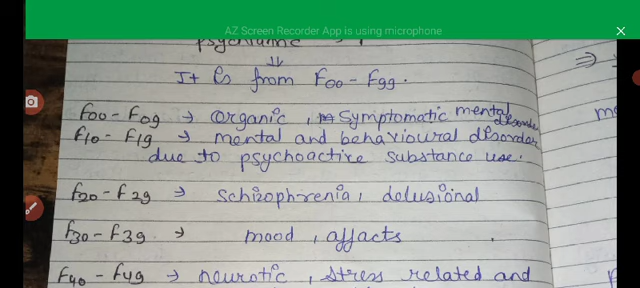 AZ Screen Recorder App is using microphone
⇓
It is from F00 - F99.
F00 - F09 → Organic, Symptomatic mental disorder
F10 - F19 → mental and behavioural disorder
due to psychoactive substance use.
F20 - F29 → schizophrenia, delusional
F30 - F39 → mood, affects
F40 - F49 → neurotic, stress related and